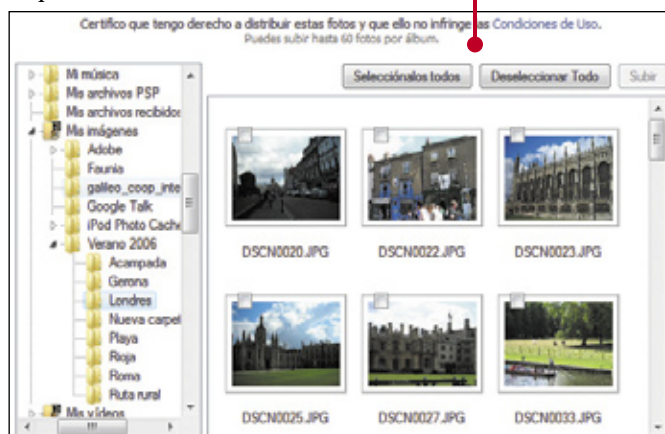 Certifico que tengo derecho a distribuir estas fotos y que ello no infringe las Condiciones de Uso.
Puedes subir hasta 60 fotos por álbum.
Selecciónalos todos Deseleccionar Todo Subir
Mi música
Mis archivos PSP
Mis archivos recibidos
Mis imágenes
Adobe
Faunia
galileo_coop_inte
Google Talk
iPod Photo Cache
Verano 2006
Acampada
Gerona
Londres
Nueva carpet
Playa
Rioja
Roma
Ruta rural
Mis vídeos
DSCN0020.JPG DSCN0022.JPG DSCN0023.JPG
DSCN0025.JPG DSCN0027.JPG DSCN0033.JPG